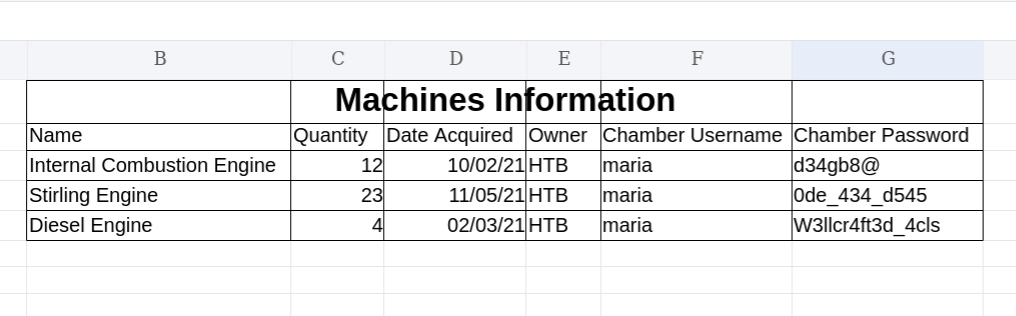 B C D E F G
Machines Information
Name Quantity Date Acquired Owner Chamber Username Chamber Password
Internal Combustion Engine 12 10/02/21 HTB maria d34gb8@
Stirling Engine 23 11/05/21 HTB maria 0de_434_d545
Diesel Engine 4 02/03/21 HTB maria W3llcr4ft3d_4cls